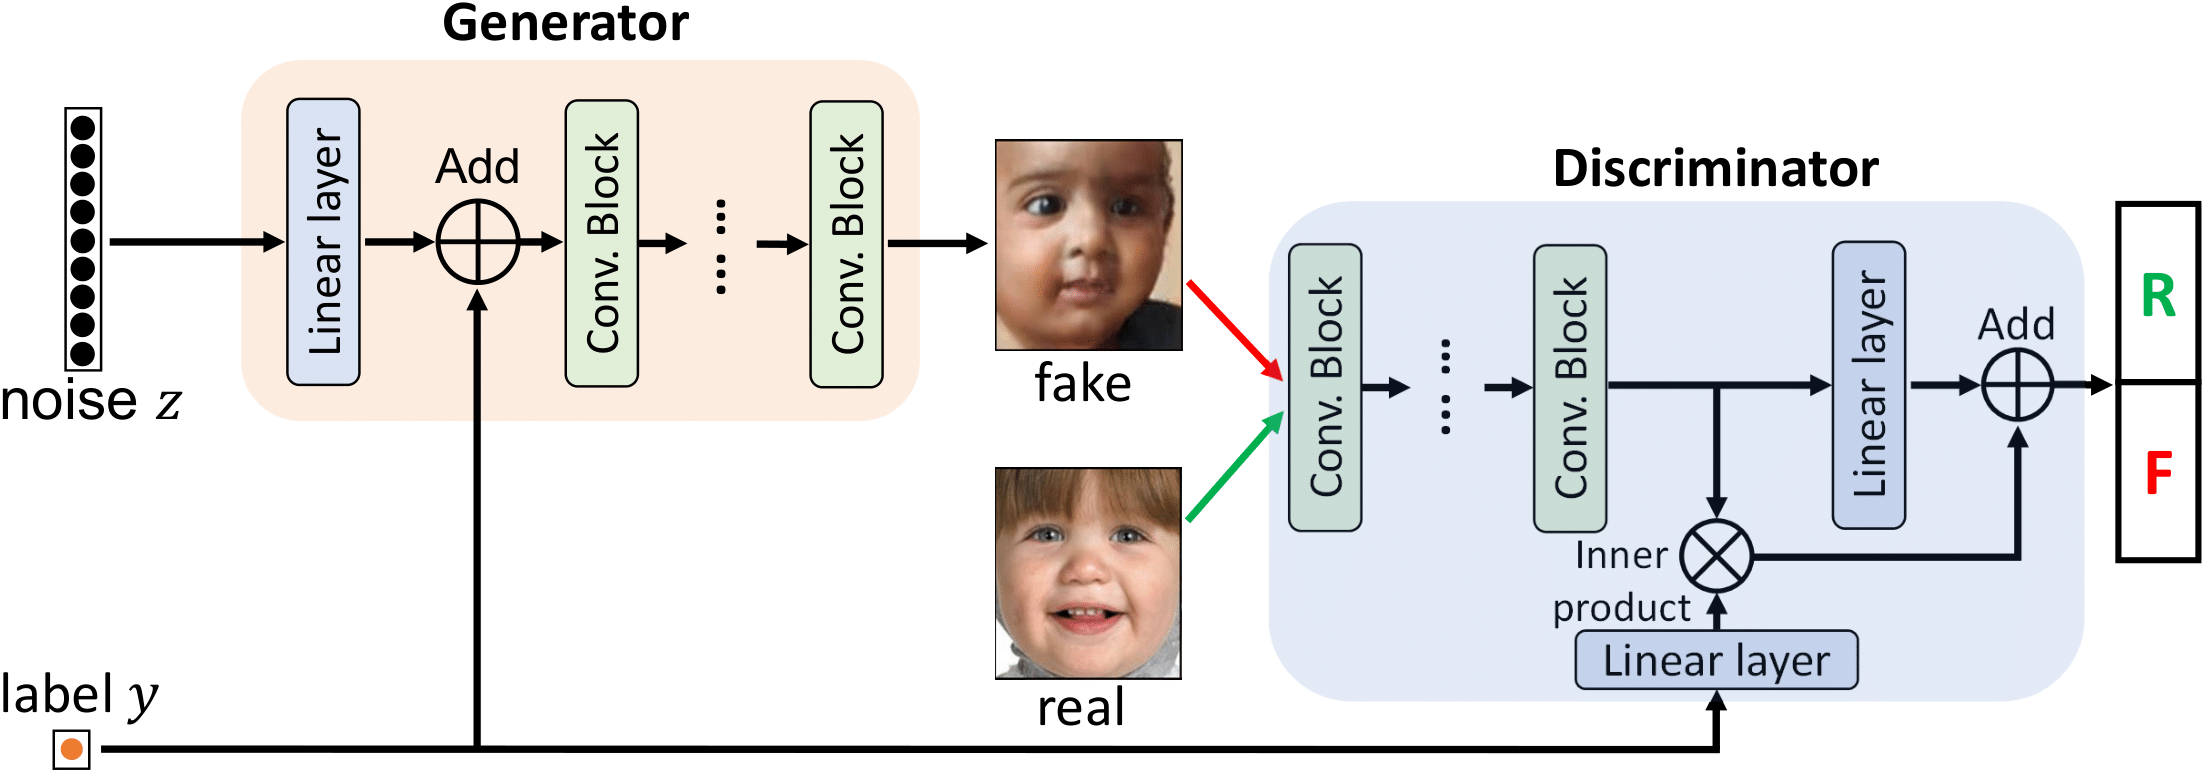 Generator
Linear layer
Add
Conv. Block
... ...
Conv. Block
noise z
fake
real
label y
Discriminator
Conv. Block
... ...
Conv. Block
Linear layer
Add
Inner
product
Linear layer
R
F